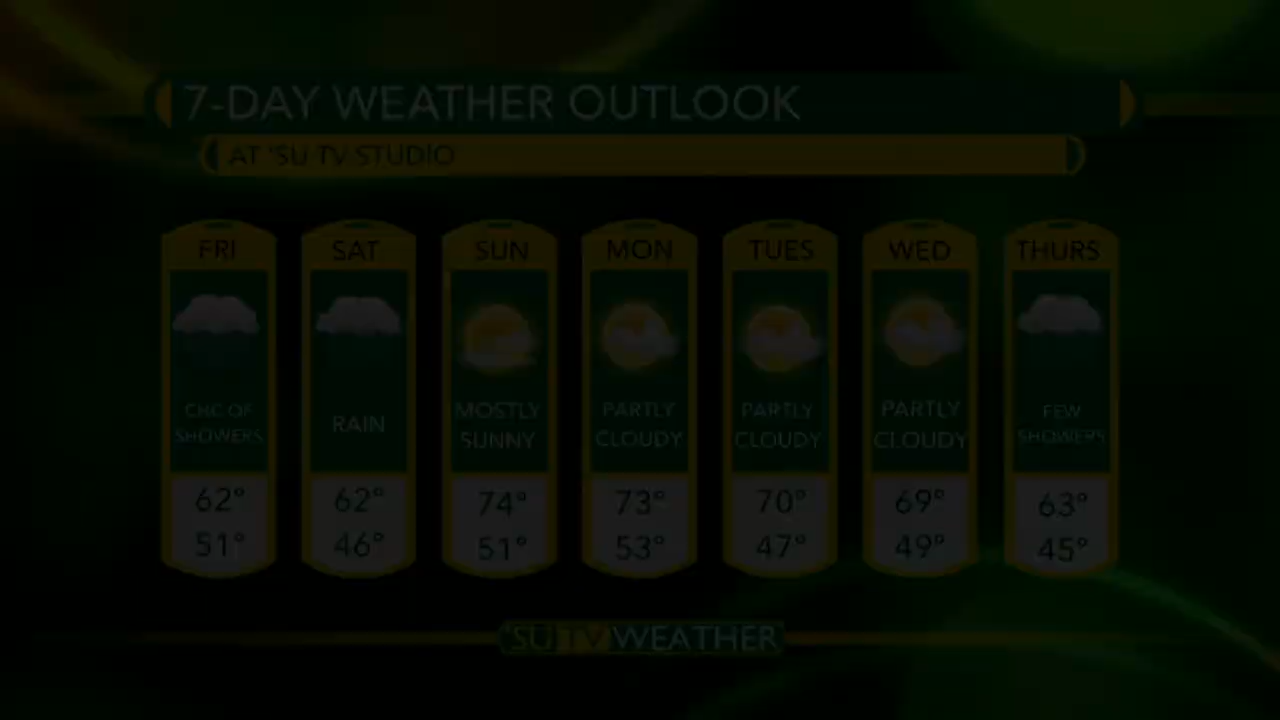 7-DAY WEATHER OUTLOOK
AT 'SU TV STUDIO
FRI
CHC OF
SHOWERS
62°
51°
SAT
RAIN
62°
46°
SUN
MOSTLY
SUNNY
74°
51°
MON
PARTLY
CLOUDY
73°
53°
TUES
PARTLY
CLOUDY
70°
47°
WED
PARTLY
CLOUDY
69°
49°
THURS
FEW
SHOWERS
63°
45°
'SU TV WEATHER